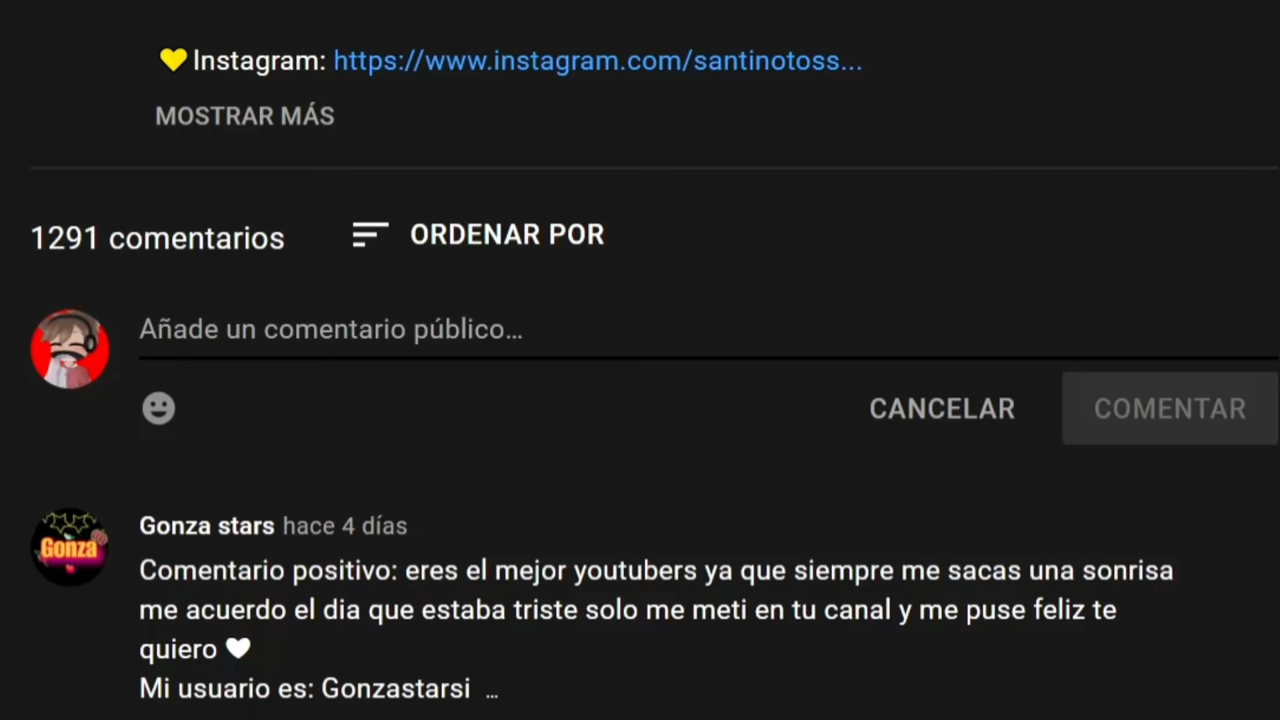 💛 Instagram: https://www.instagram.com/santinotoss...
MOSTRAR MÁS
1291 comentarios
ORDENAR POR
Añade un comentario público...
CANCELAR
COMENTAR
Gonza
Gonza stars hace 4 días
Comentario positivo: eres el mejor youtubers ya que siempre me sacas una sonrisa
me acuerdo el dia que estaba triste solo me meti en tu canal y me puse feliz te
quiero 🤍
Mi usuario es: Gonzastarsi ...